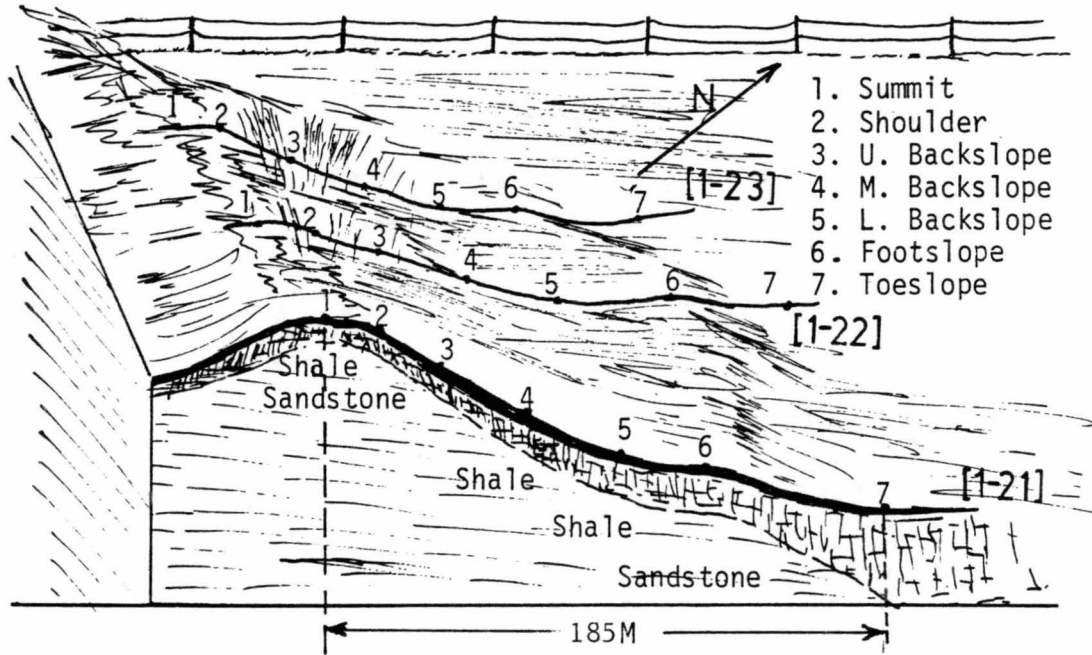 N
1. Summit
2. Shoulder
3. U. Backslope
4. M. Backslope
5. L. Backslope
6. Footslope
7. Toeslope
1 2 3 4 5 6 7 [1-23]
1 2 3 4 5 6 7 [1-22]
1 2 3 4 5 6 7 [1-21]
Shale
Sandstone
Shale
Shale
Sandstone
185M